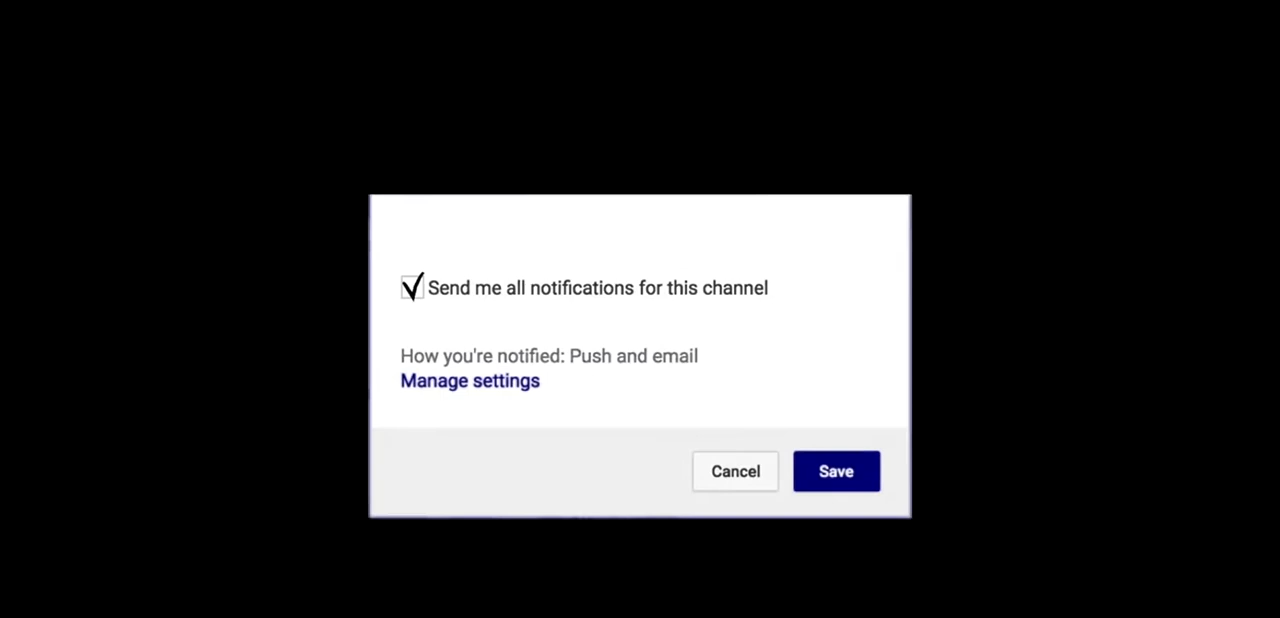 Send me all notifications for this channel
How you're notified: Push and email
Manage settings
Cancel
Save